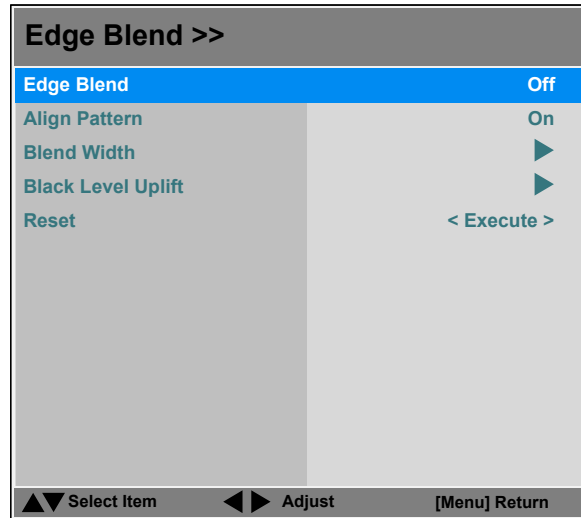 Edge Blend >>
Edge Blend Off
Align Pattern On
Blend Width
Black Level Uplift
Reset < Execute >
Select Item Adjust [Menu] Return